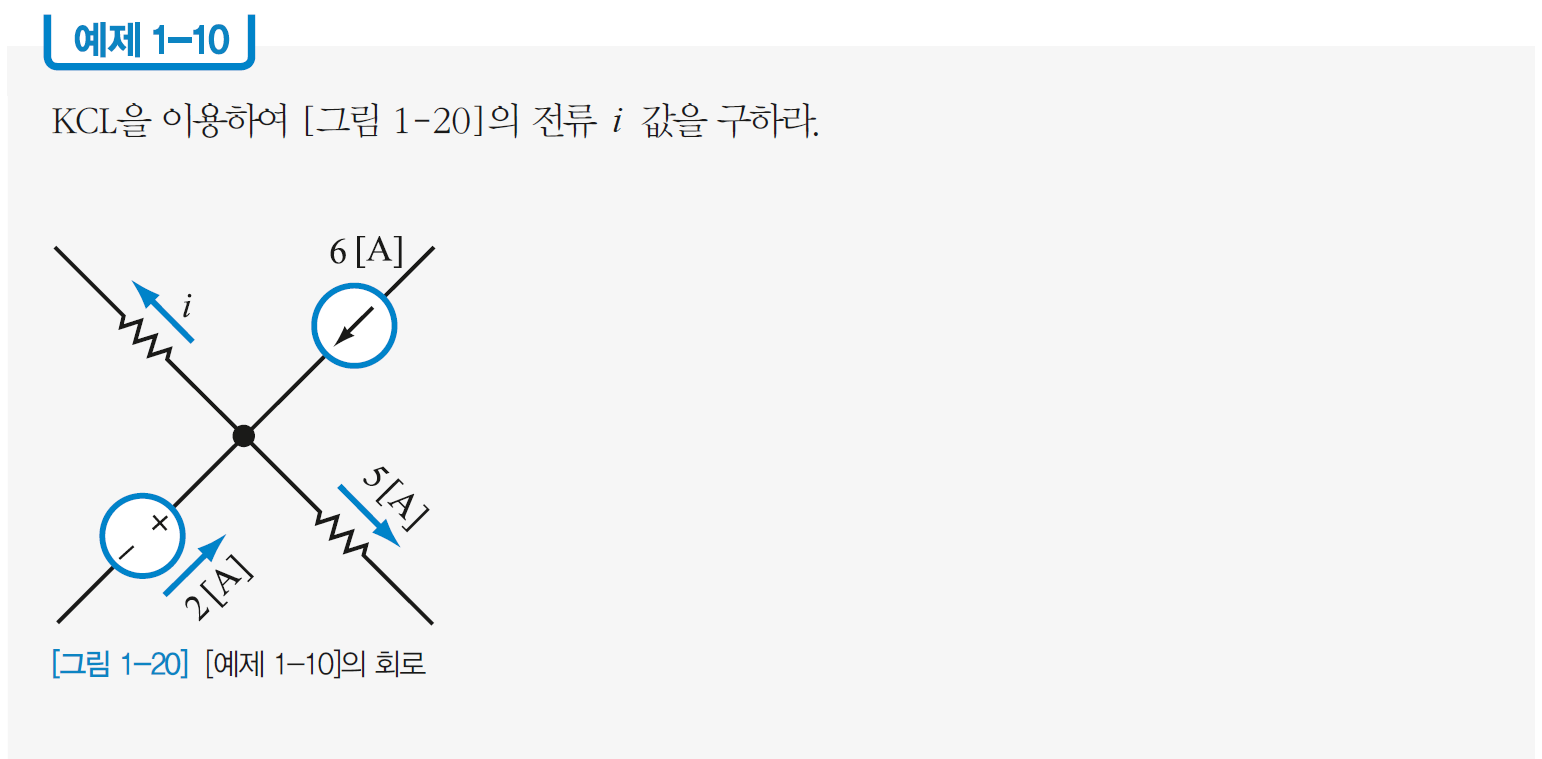 예제 1-10
KCL을 이용하여 [그림 1-20]의 전류 i 값을 구하라.
6 [A]
i
5 [A]
+
−
2 [A]
[그림 1-20] [예제 1-10]의 회로